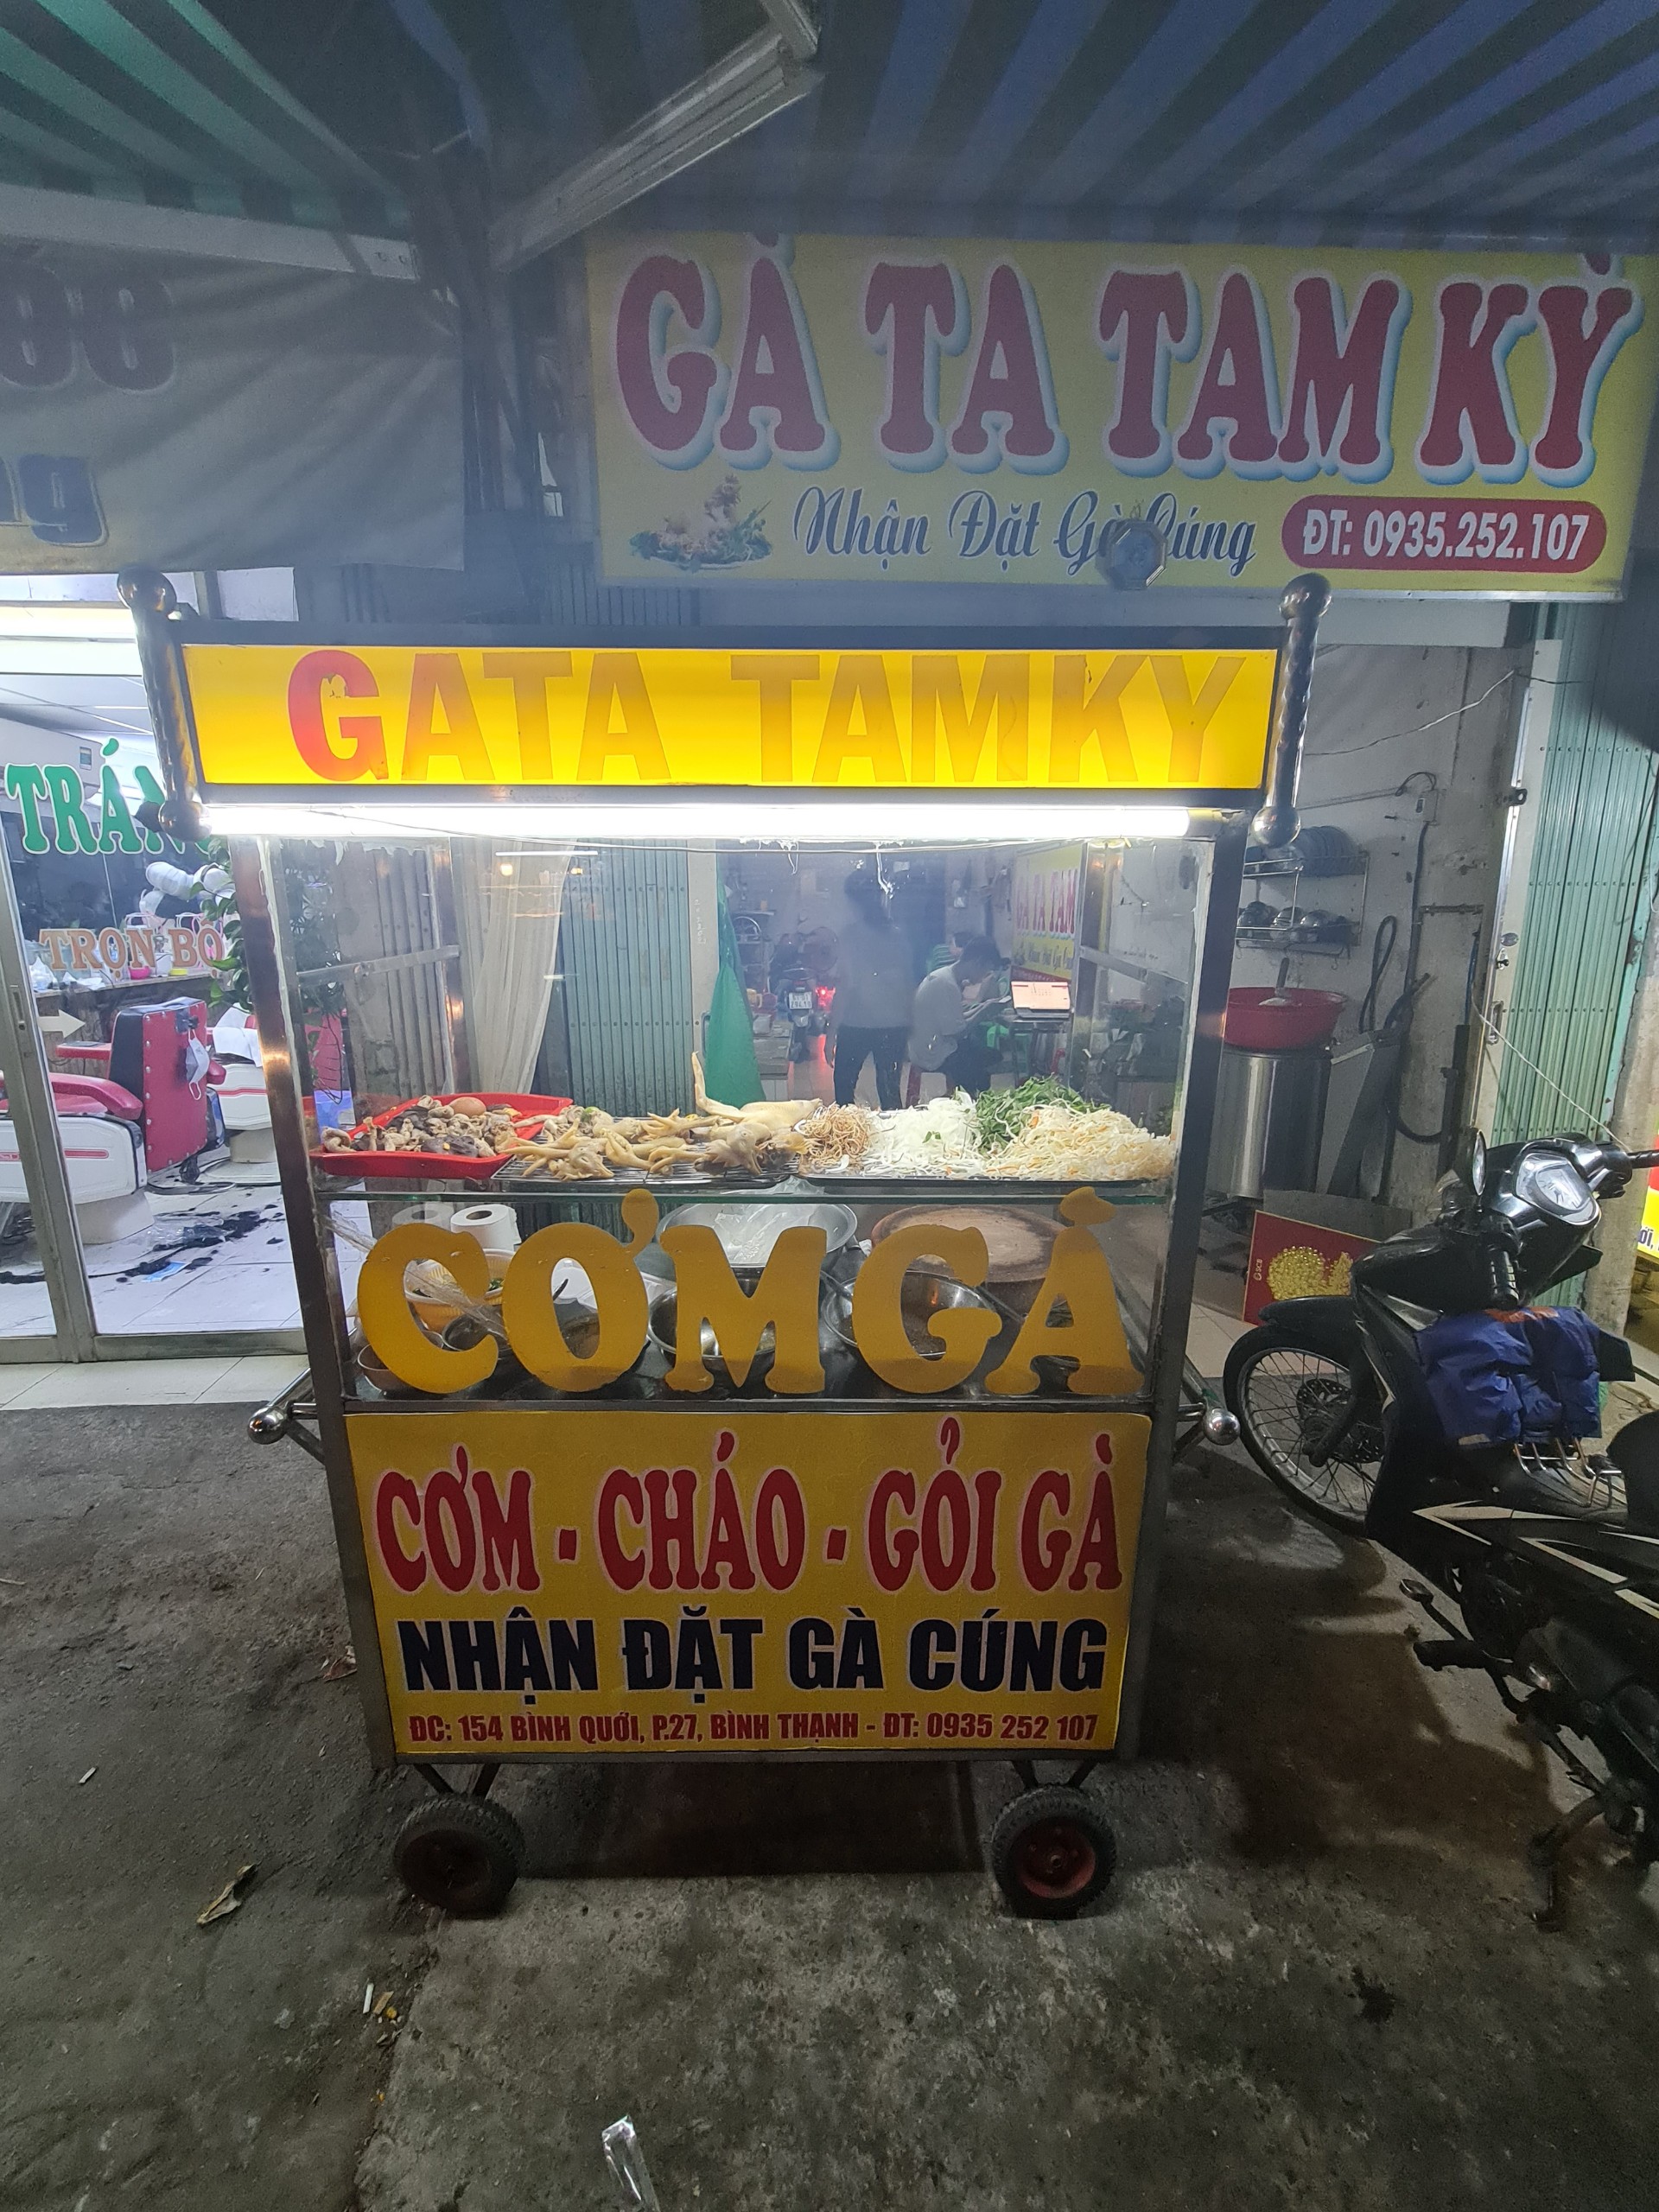 GÀ TA TAM KỲ
Nhận Đặt Gà Cúng
ĐT: 0935.252.107
GATA TAMKY
TRÁNG
TRỌN BỘ
CƠM GÀ
CƠM - CHÁO - GỎI GÀ
NHẬN ĐẶT GÀ CÚNG
ĐC: 154 BÌNH QUỚI, P.27, BÌNH THẠNH - ĐT: 0935 252 107